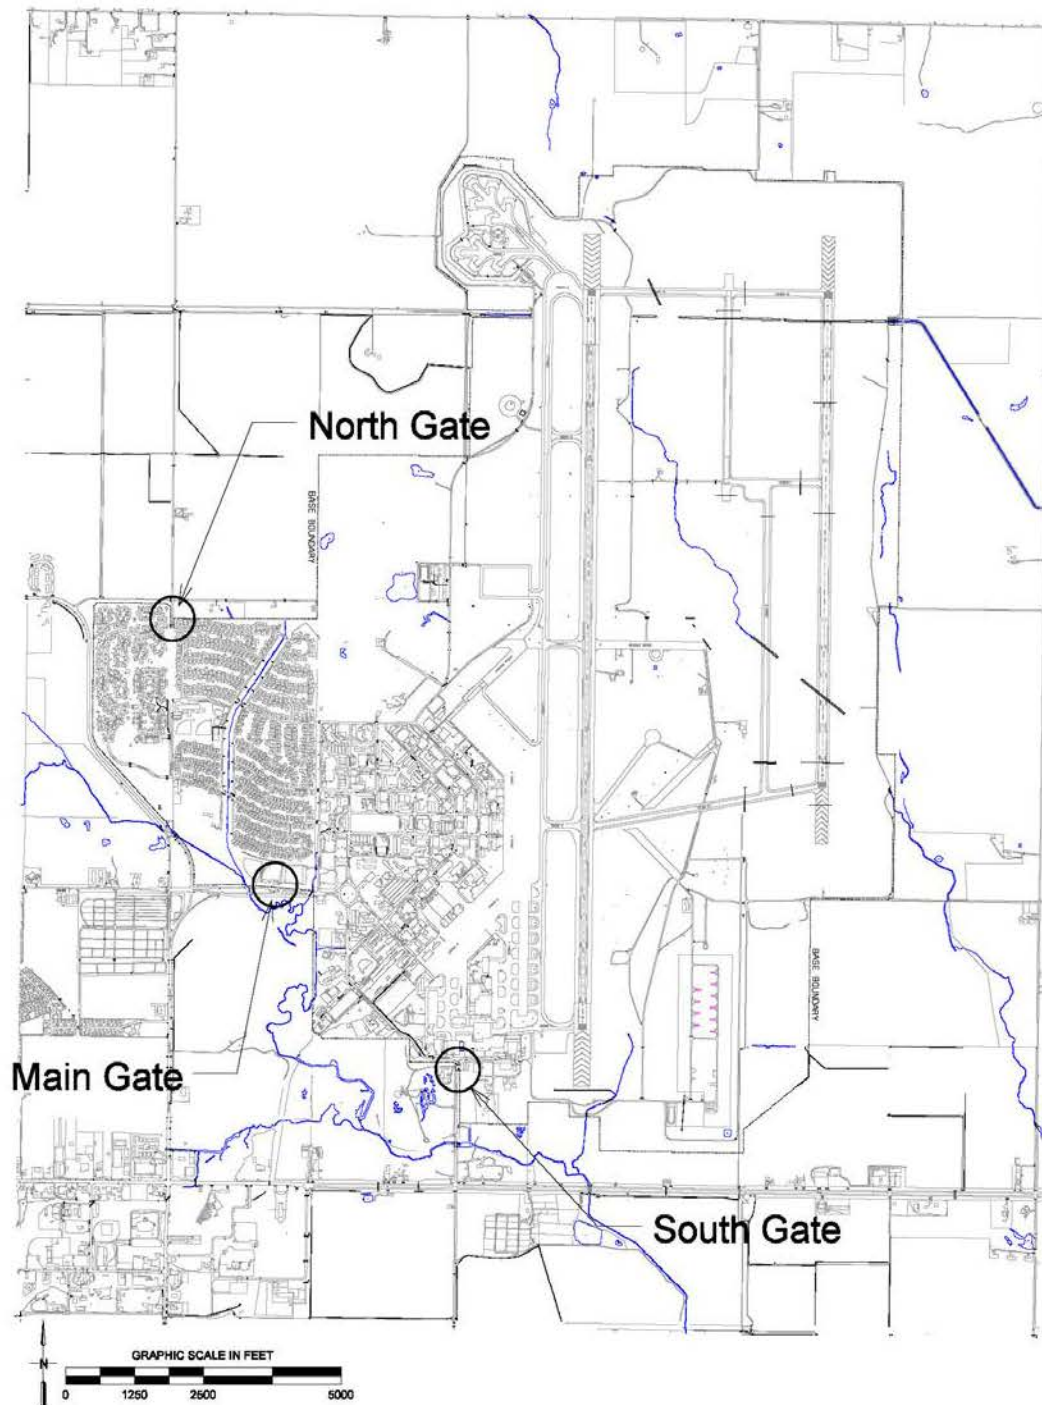 North Gate
BASE BOUNDARY
BASE BOUNDARY
Main Gate
South Gate
N
GRAPHIC SCALE IN FEET
0 1250 2500 5000